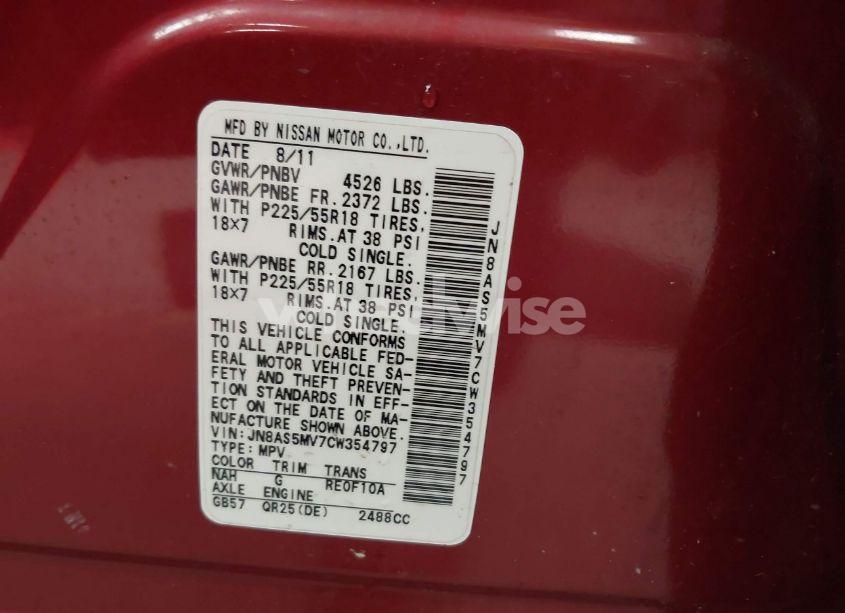 MFD BY NISSAN MOTOR CO.,LTD.
DATE 8/11
GVWR/PNBV 4526 LBS.
GAWR/PNBE FR. 2372 LBS.
WITH P225/55R18 TIRES,
18×7 RIMS.AT 38 PSI
COLD SINGLE.
GAWR/PNBE RR. 2167 LBS.
WITH P225/55R18 TIRES,
18×7 RIMS.AT 38 PSI
COLD SINGLE.
THIS VEHICLE CONFORMS
TO ALL APPLICABLE FED-
ERAL MOTOR VEHICLE SA-
FETY AND THEFT PREVEN-
TION STANDARDS IN EFF-
ECT ON THE DATE OF MA-
NUFACTURE SHOWN ABOVE.
VIN: JN8AS5MV7CW354797
TYPE: MPV
COLOR TRIM TRANS
NAH G RE0F10A
AXLE ENGINE
GB57 QR25(DE) 2488CC
JN8AS5MV7CW354797